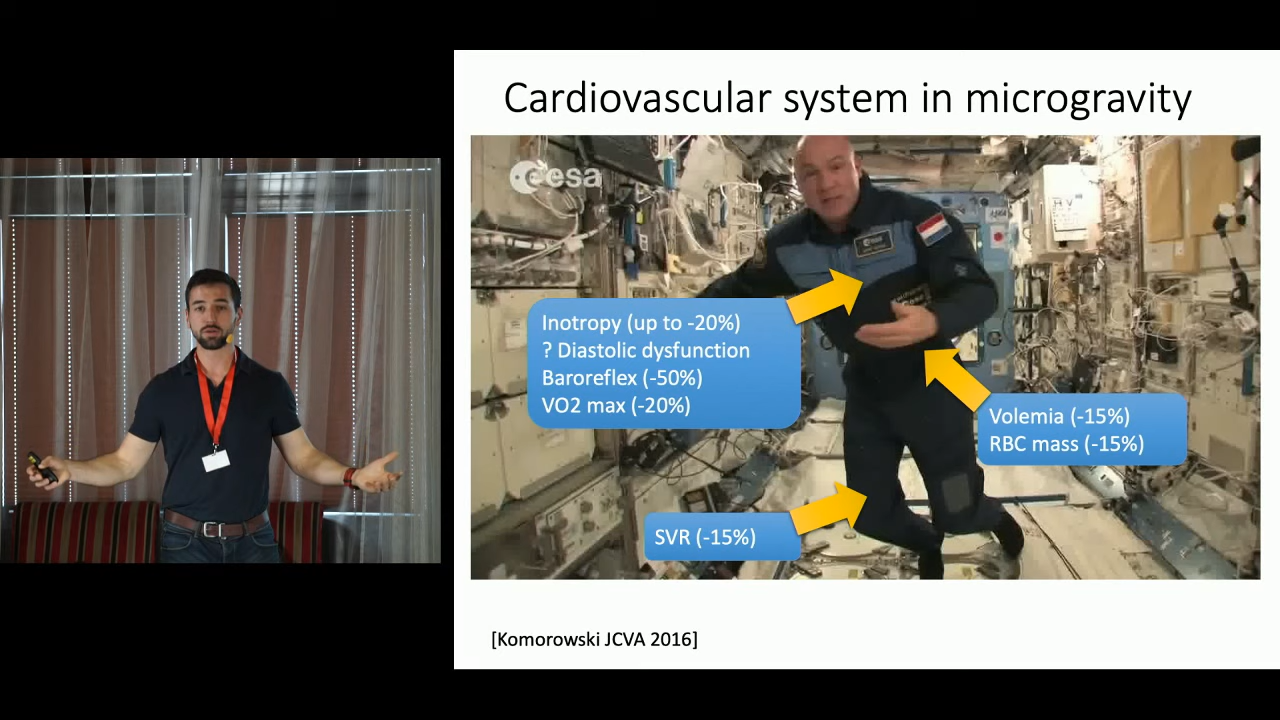 Cardiovascular system in microgravity
esa
Inotropy (up to -20%)
? Diastolic dysfunction
Baroreflex (-50%)
VO2 max (-20%)
Volemia (-15%)
RBC mass (-15%)
SVR (-15%)
[Komorowski JCVA 2016]